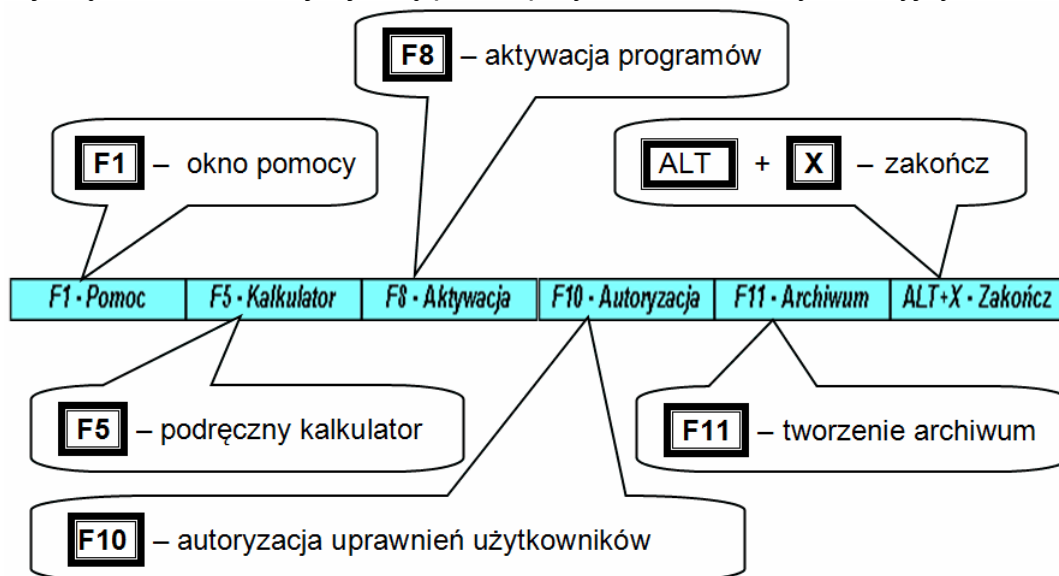 F8 – aktywacja programów
F1 – okno pomocy
ALT + X – zakończ
F1 - Pomoc
F5 - Kalkulator
F8 - Aktywacja
F10 - Autoryzacja
F11 - Archiwum
ALT+X - Zakończ
F5 – podręczny kalkulator
F11 – tworzenie archiwum
F10 – autoryzacja uprawnień użytkowników